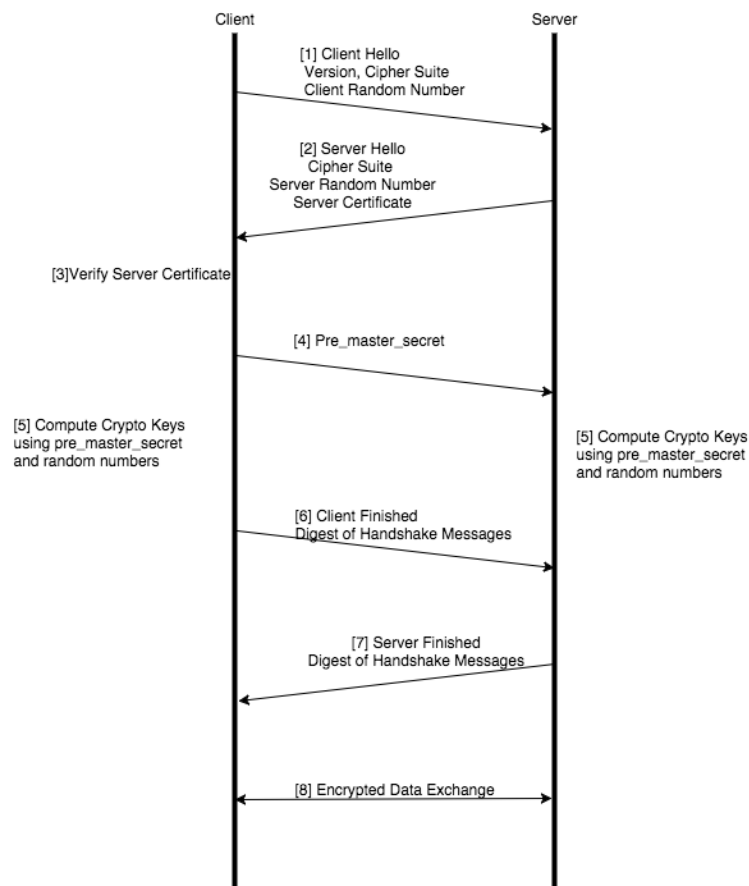 Client
Server
[1] Client Hello
Version, Cipher Suite
Client Random Number
[2] Server Hello
Cipher Suite
Server Random Number
Server Certificate
[3]Verify Server Certificate
[4] Pre_master_secret
[5] Compute Crypto Keys
using pre_master_secret
and random numbers
[5] Compute Crypto Keys
using pre_master_secret
and random numbers
[6] Client Finished
Digest of Handshake Messages
[7] Server Finished
Digest of Handshake Messages
[8] Encrypted Data Exchange